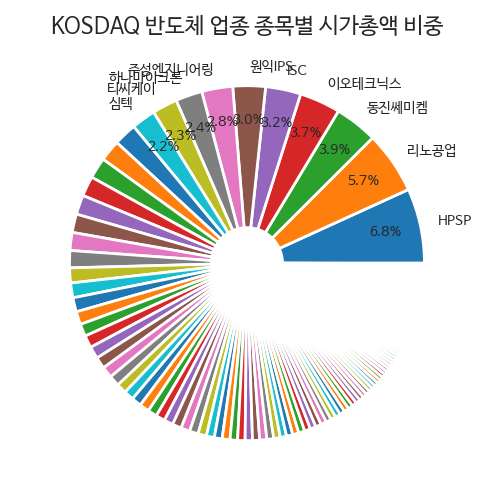 KOSDAQ 반도체 업종 종목별 시가총액 비중
HPSP
6.8%
리노공업
5.7%
동진쎄미켐
3.9%
이오테크닉스
3.7%
ISC
3.2%
원익IPS
3.0%
주성엔지니어링
2.8%
하나마이크론
2.4%
티씨케이
2.3%
심텍
2.2%